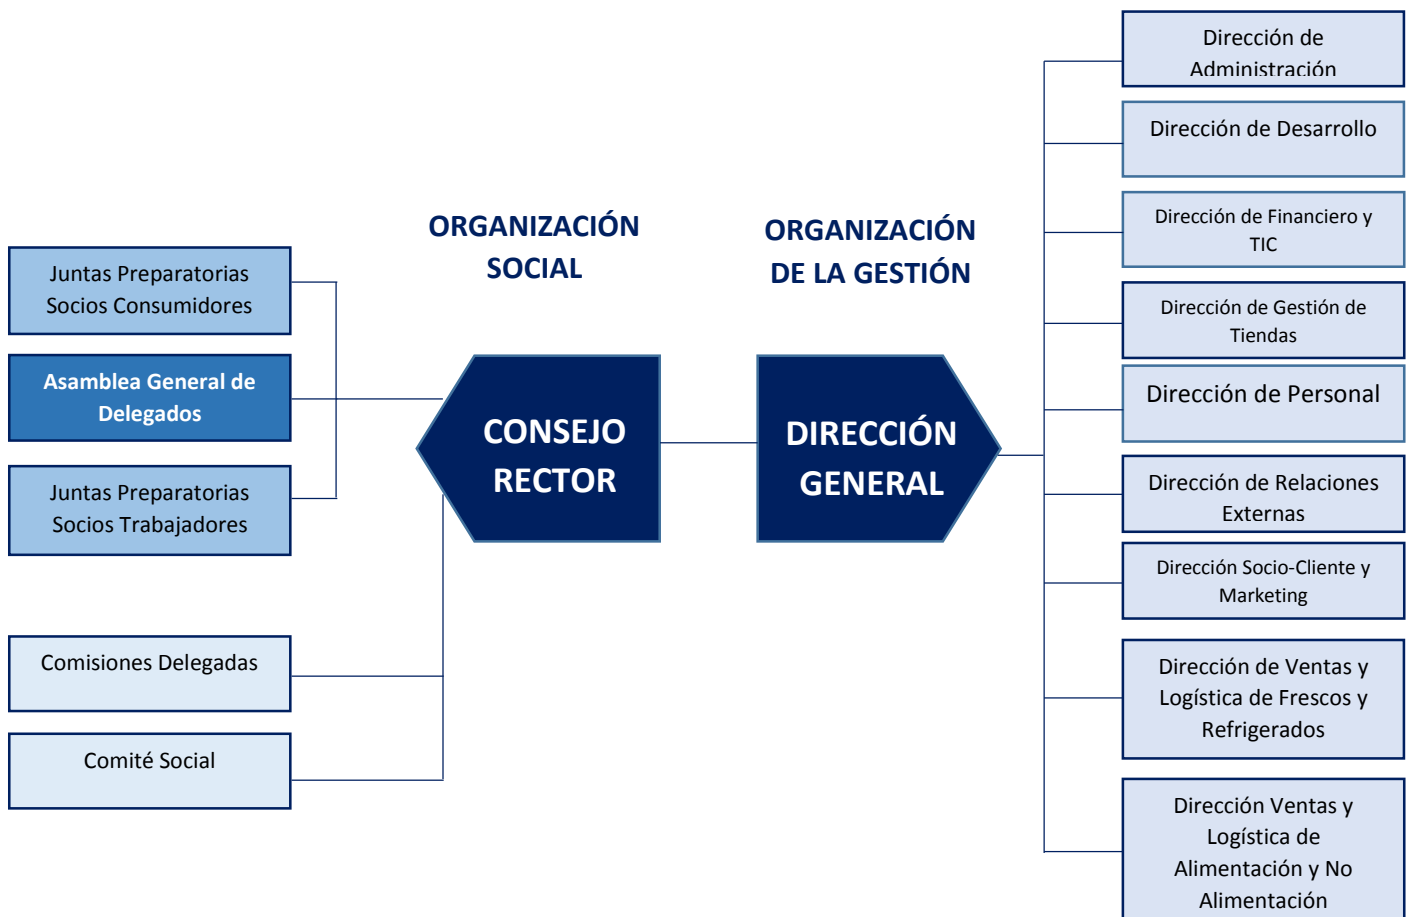 ORGANIZACIÓN
SOCIAL
Juntas Preparatorias
Socios Consumidores
Asamblea General de
Delegados
Juntas Preparatorias
Socios Trabajadores
Comisiones Delegadas
Comité Social
CONSEJO
RECTOR
ORGANIZACIÓN
DE LA GESTIÓN
DIRECCIÓN
GENERAL
Dirección de
Administración
Dirección de Desarrollo
Dirección de Financiero y
TIC
Dirección de Gestión de
Tiendas
Dirección de Personal
Dirección de Relaciones
Externas
Dirección Socio-Cliente y
Marketing
Dirección de Ventas y
Logística de Frescos y
Refrigerados
Dirección Ventas y
Logística de
Alimentación y No
Alimentación